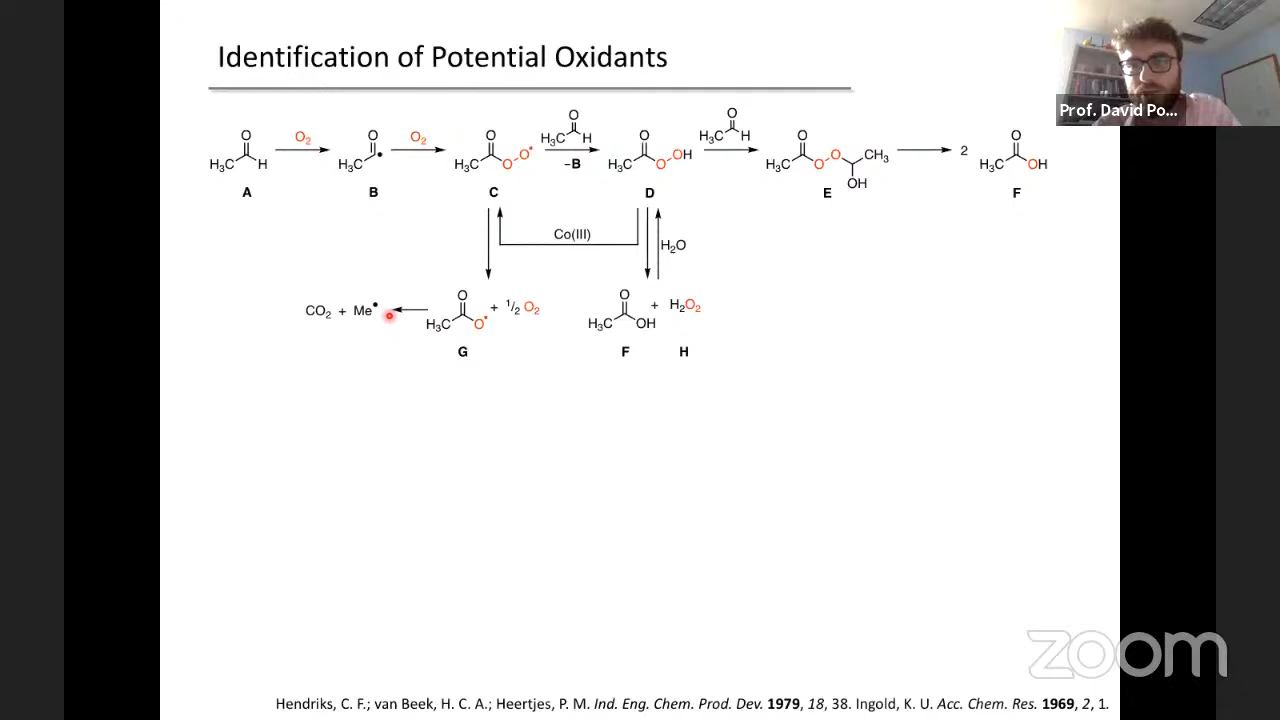 Identification of Potential Oxidants
Prof. David Po...
O O₂ O O₂ O O O O O
H₃C H H₃C • H₃C O O• H₃C H H₃C O OH H₃C H H₃C O O CH₃ OH 2 H₃C OH
–B
A B C D E F
Co(III) H₂O
CO₂ + Me• O H₃C O• + ¹/₂ O₂ O H₃C OH + H₂O₂
G F H
zoom
Hendriks, C. F.; van Beek, H. C. A.; Heertjes, P. M. Ind. Eng. Chem. Prod. Dev. 1979, 18, 38. Ingold, K. U. Acc. Chem. Res. 1969, 2, 1.